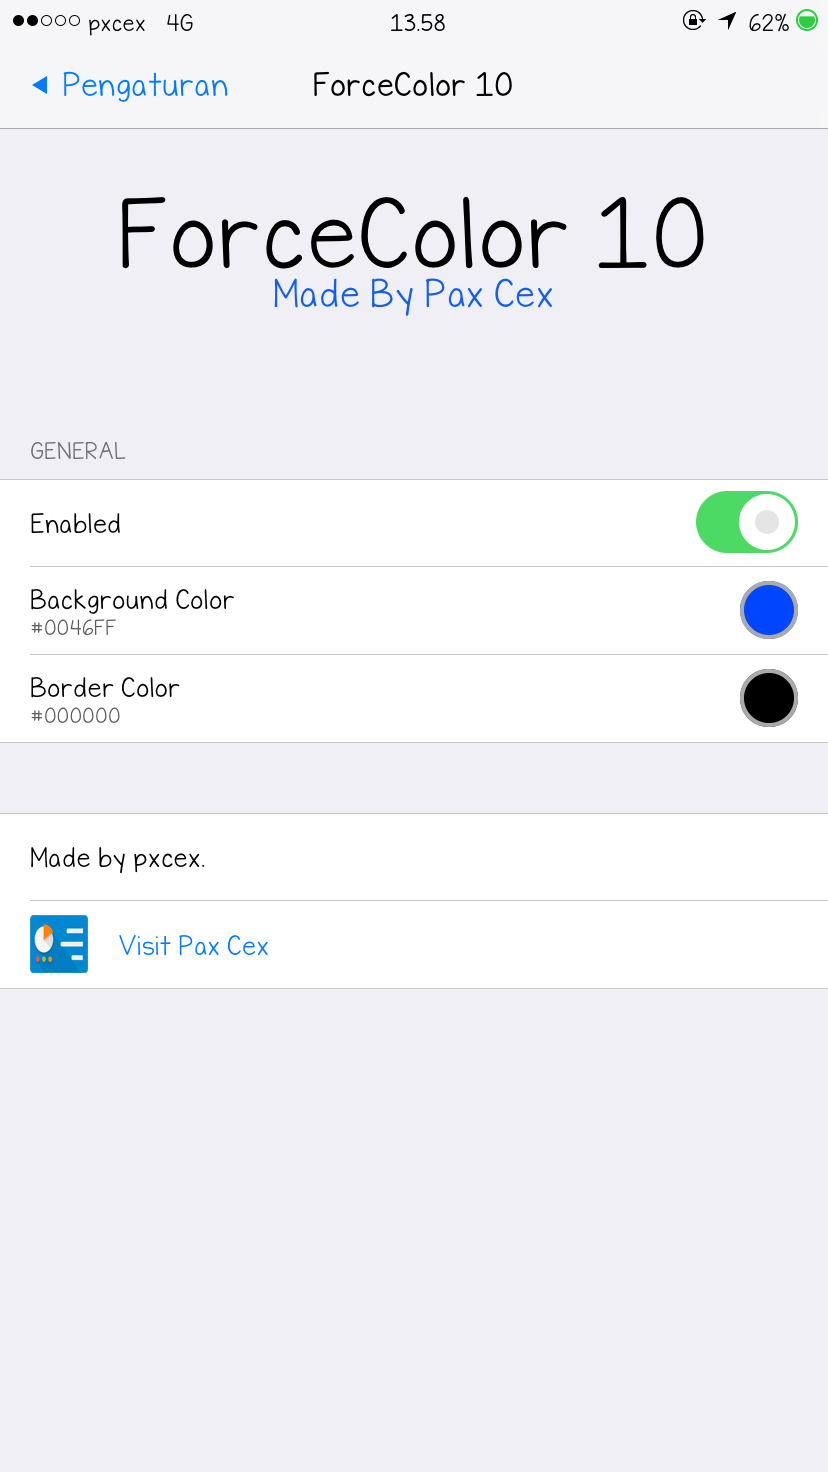 pxcex 4G 13.58 62%
Pengaturan ForceColor 10
ForceColor 10
Made By Pax Cex
GENERAL
Enabled
Background Color
#0046FF
Border Color
#000000
Made by pxcex.
Visit Pax Cex